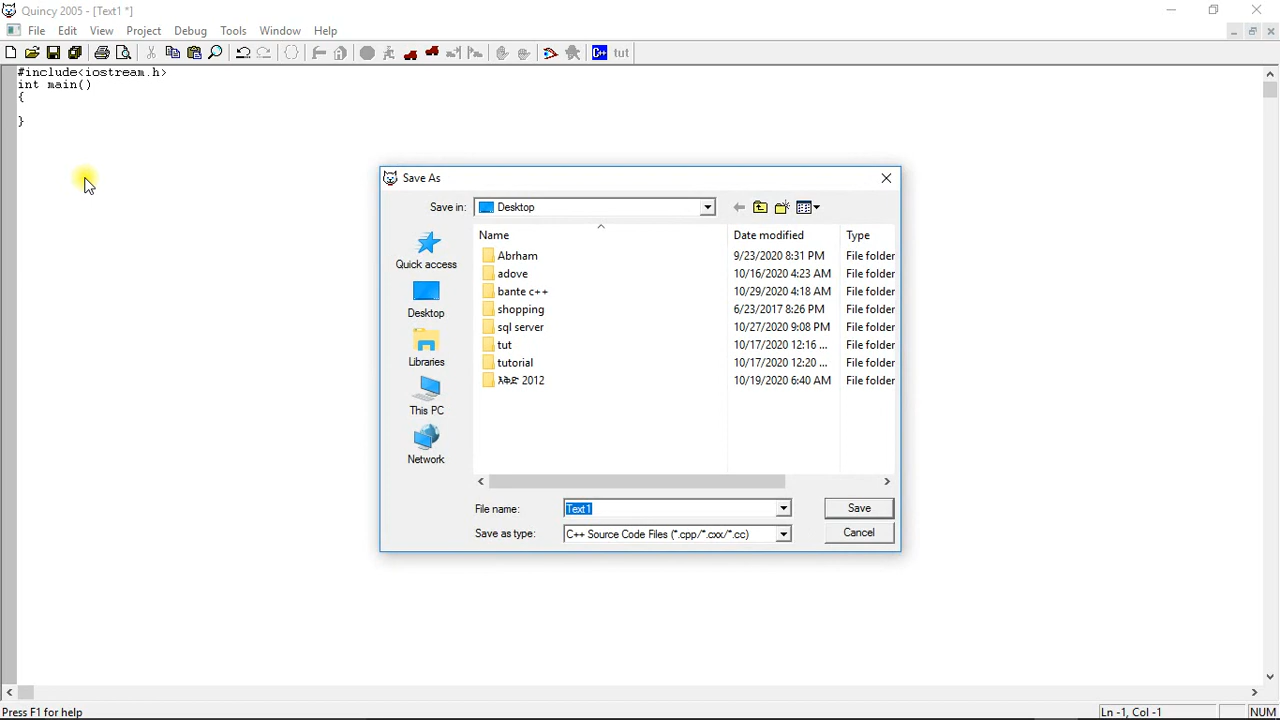 Quincy 2005 - [Text1 *]
File Edit View Project Debug Tools Window Help
C++ tut
#include<iostream.h>
int main()
{
}
Save As
Save in: Desktop
Name Date modified Type
Quick access
Desktop
Libraries
This PC
Network
Abrham 9/23/2020 8:31 PM File folder
adove 10/16/2020 4:23 AM File folder
bante c++ 10/29/2020 4:18 AM File folder
shopping 6/23/2017 8:26 PM File folder
sql server 10/27/2020 9:08 PM File folder
tut 10/17/2020 12:16 ... File folder
tutorial 10/17/2020 12:20 ... File folder
እቅድ 2012 10/19/2020 6:40 AM File folder
File name: Text1 Save
Save as type: C++ Source Code Files (*.cpp/*.cxx/*.cc) Cancel
Press F1 for help Ln -1, Col -1 NUM